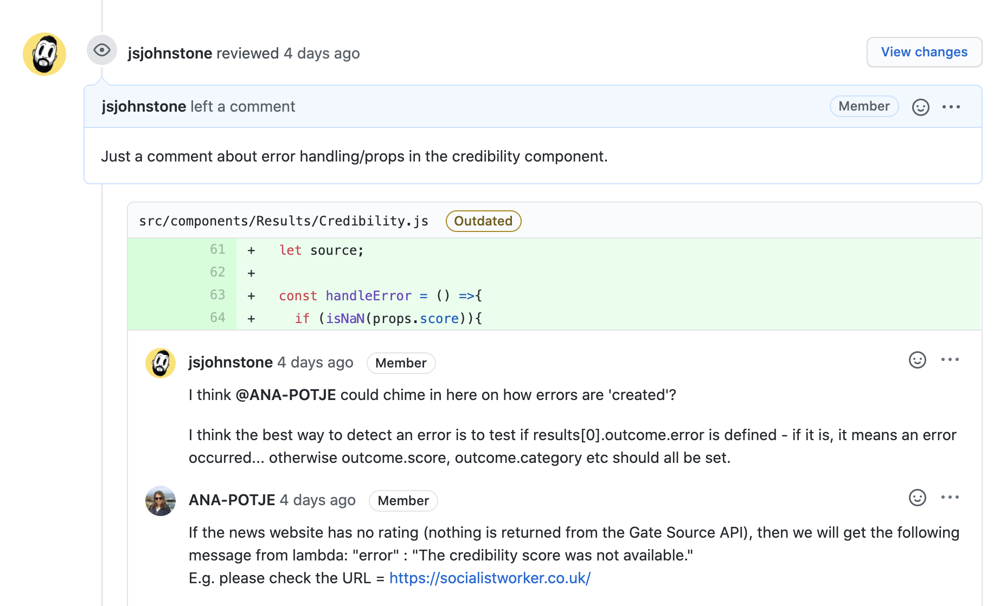 jsjohnstone reviewed 4 days ago
View changes
jsjohnstone left a comment
Member
Just a comment about error handling/props in the credibility component.
src/components/Results/Credibility.js Outdated
61 + let source;
62 +
63 + const handleError = () =>{
64 + if (isNaN(props.score)){
jsjohnstone 4 days ago Member
I think @ANA-POTJE could chime in here on how errors are 'created'?
I think the best way to detect an error is to test if results[0].outcome.error is defined - if it is, it means an error
occurred... otherwise outcome.score, outcome.category etc should all be set.
ANA-POTJE 4 days ago Member
If the news website has no rating (nothing is returned from the Gate Source API), then we will get the following
message from lambda: "error" : "The credibility score was not available."
E.g. please check the URL = https://socialistworker.co.uk/